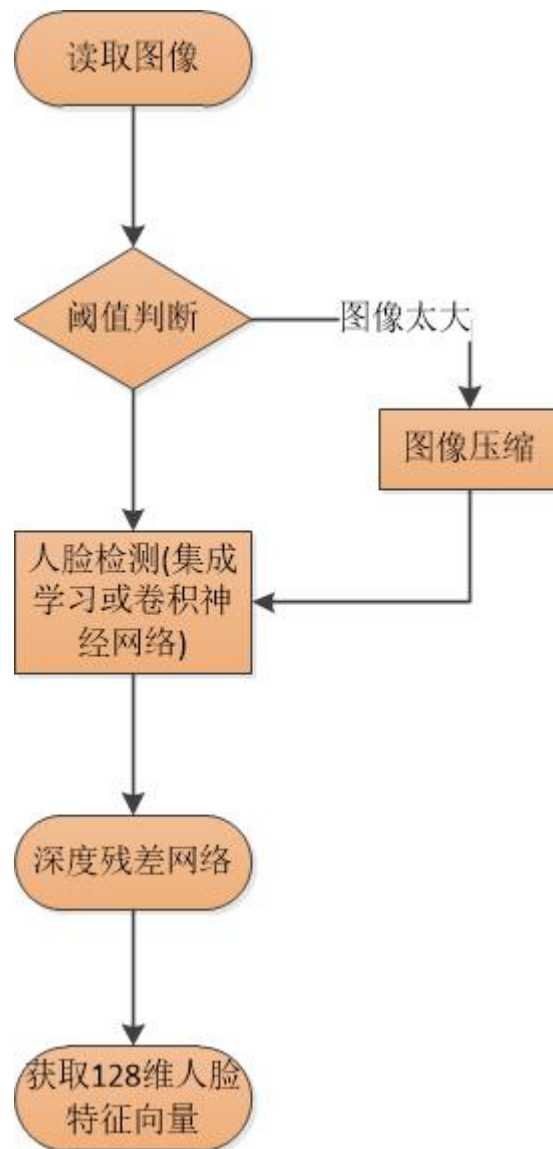 读取图像
阈值判断
图像太大
图像压缩
人脸检测(集成
学习或卷积神
经网络)
深度残差网络
获取128维人脸
特征向量